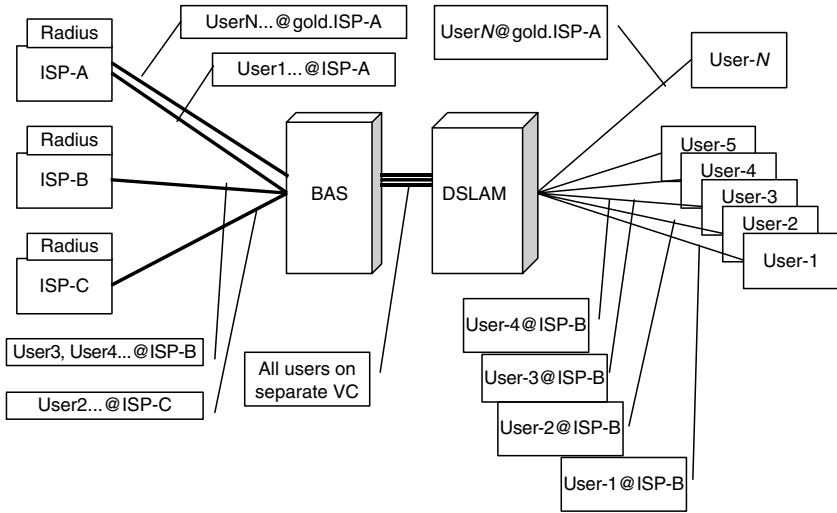 UserN...@gold.ISP-A
User1...@ISP-A
Radius
ISP-A
Radius
ISP-B
Radius
ISP-C
BAS
DSLAM
UserN@gold.ISP-A
User-N
User-5
User-4
User-3
User-2
User-1
User3, User4...@ISP-B
User2...@ISP-C
All users on
separate VC
User-4@ISP-B
User-3@ISP-B
User-2@ISP-B
User-1@ISP-B